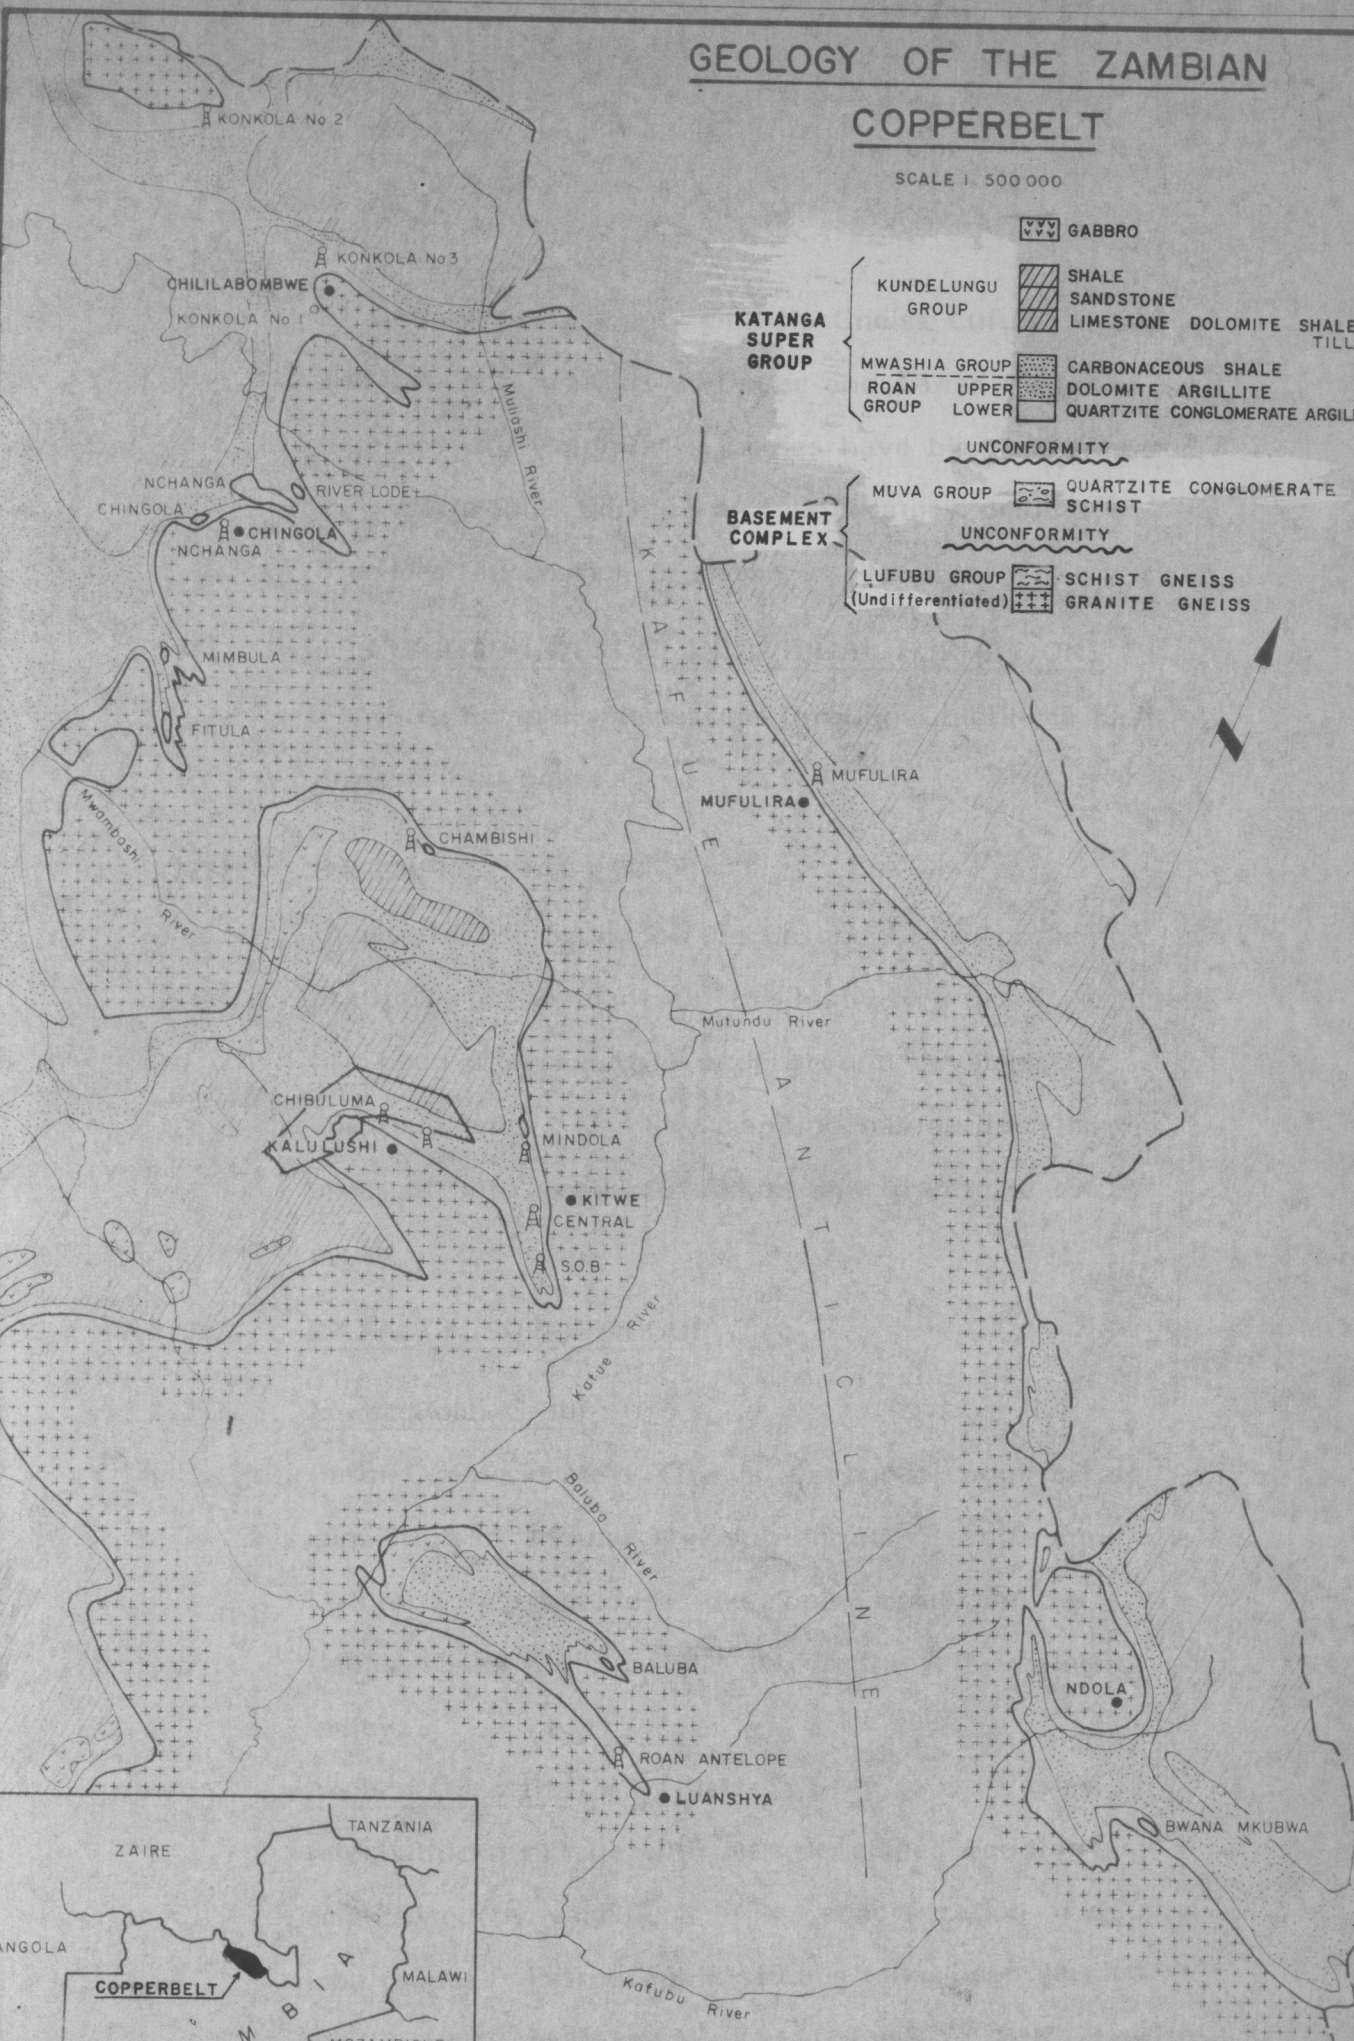 GEOLOGY OF THE ZAMBIAN
COPPERBELT
SCALE 1 500 000
GABBRO
KATANGA
SUPER
GROUP
KUNDELUNGU
GROUP
SHALE
SANDSTONE
LIMESTONE DOLOMITE SHALE
TILL
MWASHIA GROUP
CARBONACEOUS SHALE
ROAN UPPER
DOLOMITE ARGILLITE
GROUP LOWER
QUARTZITE CONGLOMERATE ARGIL
UNCONFORMITY
BASEMENT
COMPLEX
MUVA GROUP
QUARTZITE CONGLOMERATE
SCHIST
UNCONFORMITY
LUFUBU GROUP
SCHIST GNEISS
(Undifferentiated)
GRANITE GNEISS
N
KONKOLA No 2
KONKOLA No 3
CHILILABOMBWE
KONKOLA No 1
Muliashi River
NCHANGA
RIVER LODE
CHINGOLA
CHINGOLA
NCHANGA
MIMBULA
FITULA
KAFUE ANTICLINE
MUFULIRA
MUFULIRA
Mwambashi
River
CHAMBISHI
Mutundu River
CHIBULUMA
KALULUSHI
MINDOLA
KITWE
CENTRAL
S.O.B.
Kafue
River
Baluba
River
BALUBA
NDOLA
ROAN ANTELOPE
LUANSHYA
BWANA MKUBWA
Kafubu River
ZAIRE
TANZANIA
ANGOLA
COPPERBELT
MALAWI
M B I A
MOZAMBIQUE